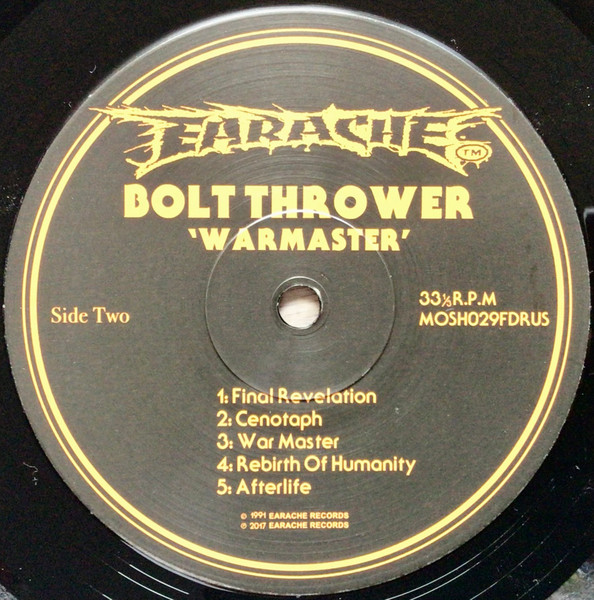 EARACHE TM
BOLT THROWER
'WARMASTER'
Side Two
33⅓ R.P.M
MOSH029FDRUS
1: Final Revelation
2: Cenotaph
3: War Master
4: Rebirth Of Humanity
5: Afterlife
© 1991 EARACHE RECORDS
℗ 2017 EARACHE RECORDS